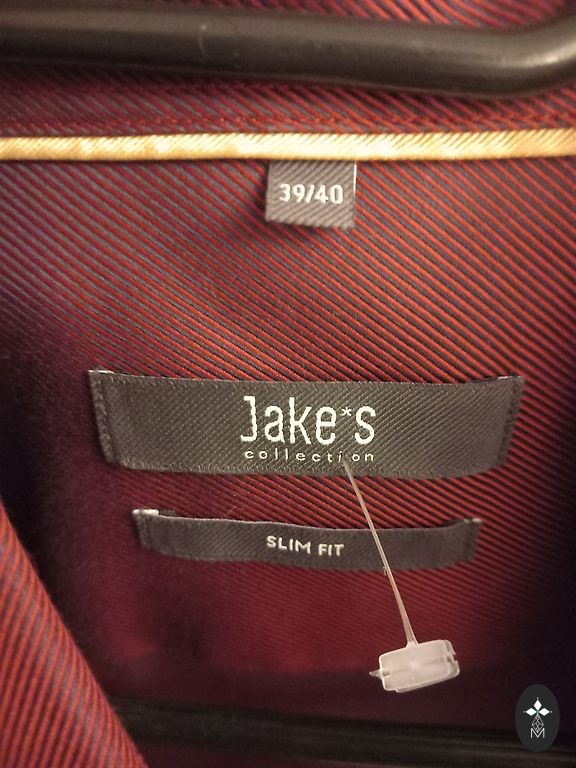 39/40
Jake*s
collection
SLIM FIT
M